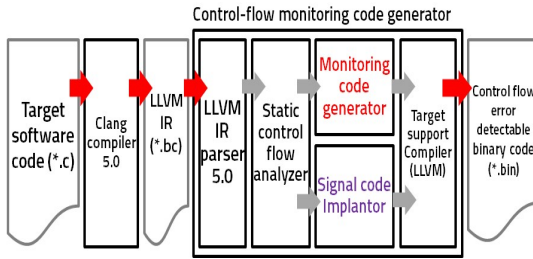 Control-flow monitoring code generator
Target
software
code (*.c)
Clang
compiler
5.0
LLVM
IR
(*.bc)
LLVM
IR
parser
5.0
Static
control
flow
analyzer
Monitoring
code
generator
Signal code
Implantor
Target
support
Compiler
(LLVM)
Control flow
error
detectable
binary code
(*.bin)